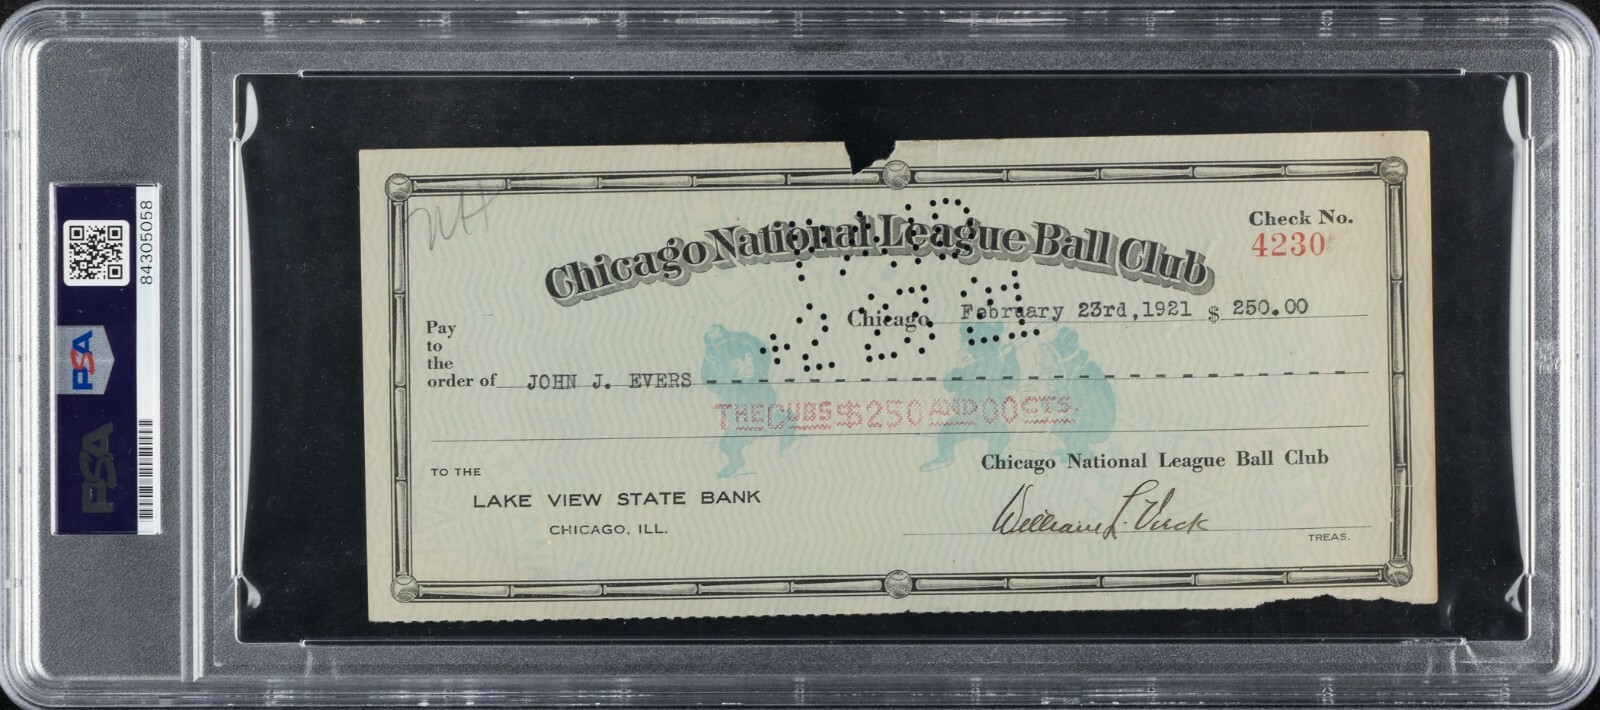 84305058
PSA
PSA
Chicago National League Ball Club
Check No.
4230
Chicago, February 23rd, 1921 $ 250.00
Pay
to
the
order of JOHN J. EVERS
THE CUBS $250 AND 00 CTS.
TO THE
LAKE VIEW STATE BANK
CHICAGO, ILL.
Chicago National League Ball Club
William L. Veeck
TREAS.